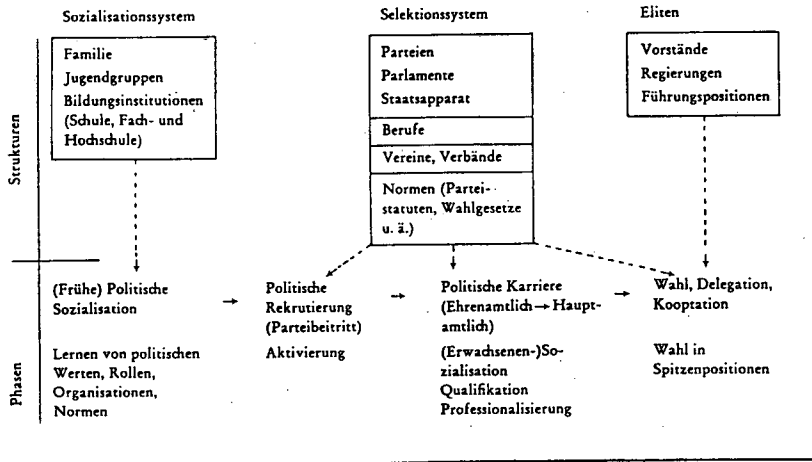 Sozialisationssystem
Selektionssystem
Eliten
Strukturen
Familie
Jugendgruppen
Bildungsinstitutionen
(Schule, Fach- und
Hochschule)
Parteien
Parlamente
Staatsapparat
Berufe
Vereine, Verbände
Normen (Partei-
statuten, Wahlgesetze
u. ä.)
Vorstände
Regierungen
Führungspositionen
Phasen
(Frühe) Politische
Sozialisation
Lernen von politischen
Werten, Rollen,
Organisationen,
Normen
Politische
Rekrutierung
(Parteibeitritt)
Aktivierung
Politische Karriere
(Ehrenamtlich→Haupt-
amtlich)
(Erwachsenen-)So-
zialisation
Qualifikation
Professionalisierung
Wahl, Delegation,
Kooptation
Wahl in
Spitzenpositionen